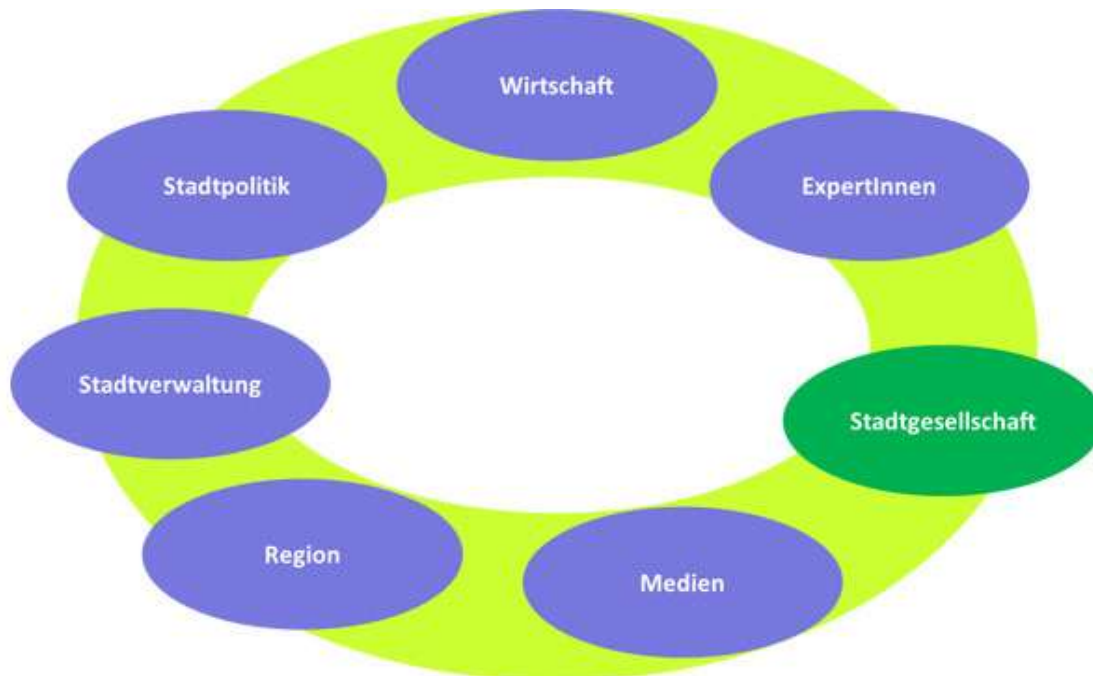 Wirtschaft
Stadtpolitik
ExpertInnen
Stadtverwaltung
Stadtgesellschaft
Region
Medien